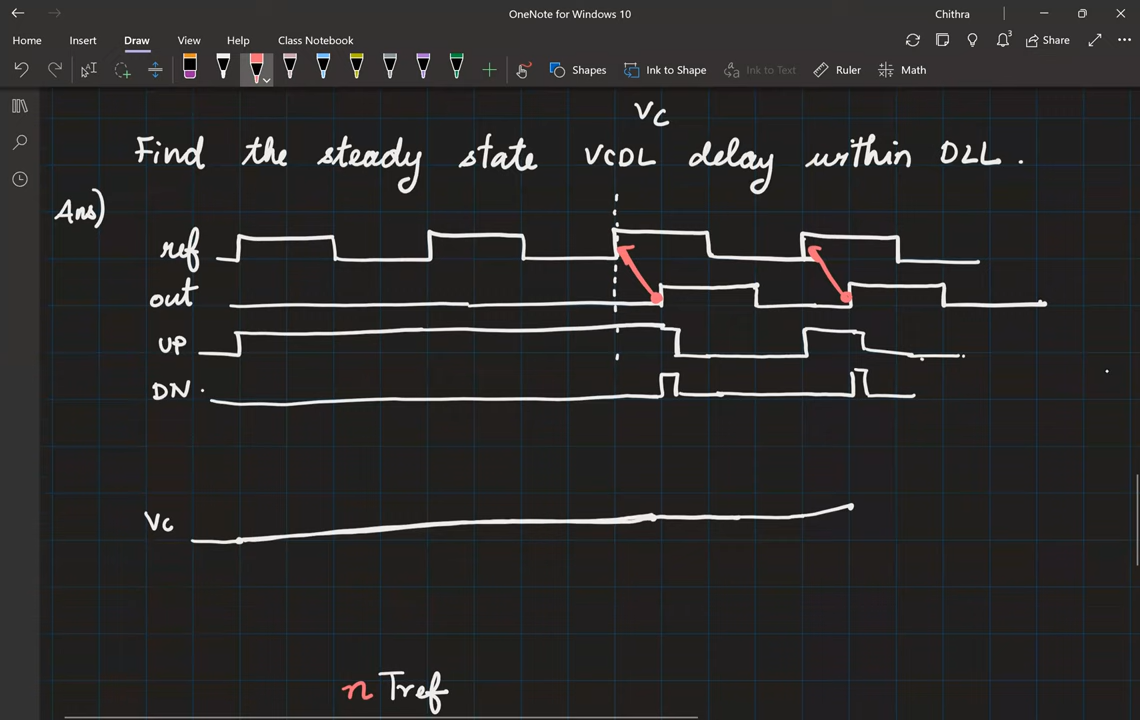 OneNote for Windows 10
Chithra
Home Insert Draw View Help Class Notebook
Share
Shapes Ink to Shape Ink to Text Ruler Math
Vc
Find the steady state VCDL delay within DLL.
Ans)
ref
out
UP
DN
Vc
n Tref